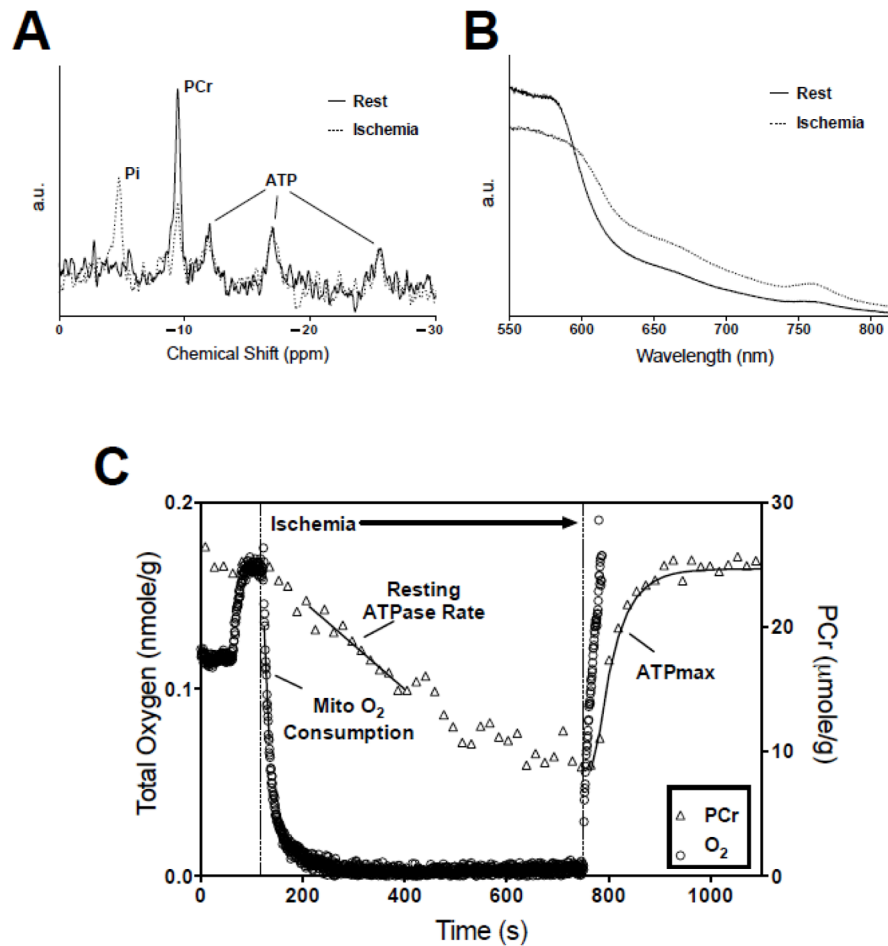 A
PCr
Rest
Ischemia
Pi
ATP
a.u.
0
−10
−20
−30
Chemical Shift (ppm)
B
Rest
Ischemia
a.u.
550
600
650
700
750
800
Wavelength (nm)
C
0.2
30
Ischemia
Resting
ATPase Rate
20
0.1
ATPmax
Mito O₂
Consumption
10
PCr
O₂
0.0
0
0
200
400
600
800
1000
Time (s)
Total Oxygen (nmole/g)
PCr (μmole/g)